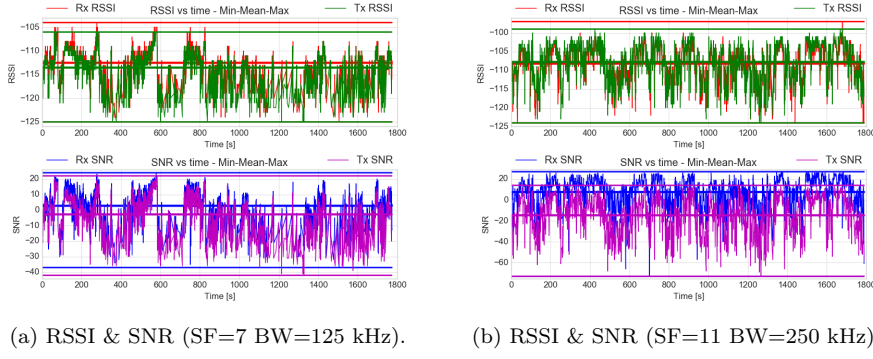 Rx RSSI RSSI vs time - Min-Mean-Max Tx RSSI
−105
−110
−115
−120
−125
RSSI
0 200 400 600 800 1000 1200 1400 1600 1800
Time [s]
Rx SNR SNR vs time - Min-Mean-Max Tx SNR
20
10
0
−10
−20
−30
−40
SNR
0 200 400 600 800 1000 1200 1400 1600 1800
Time [s]
(a) RSSI & SNR (SF=7 BW=125 kHz).
Rx RSSI RSSI vs time - Min-Mean-Max Tx RSSI
−100
−105
−110
−115
−120
−125
RSSI
0 200 400 600 800 1000 1200 1400 1600 1800
Time [s]
Rx SNR SNR vs time - Min-Mean-Max Tx SNR
20
0
−20
−40
−60
SNR
0 200 400 600 800 1000 1200 1400 1600 1800
Time [s]
(b) RSSI & SNR (SF=11 BW=250 kHz)